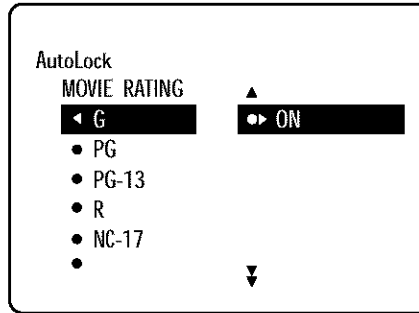 AutoLock
MOVIE RATING
G ON
PG
PG-13
R
NC-17